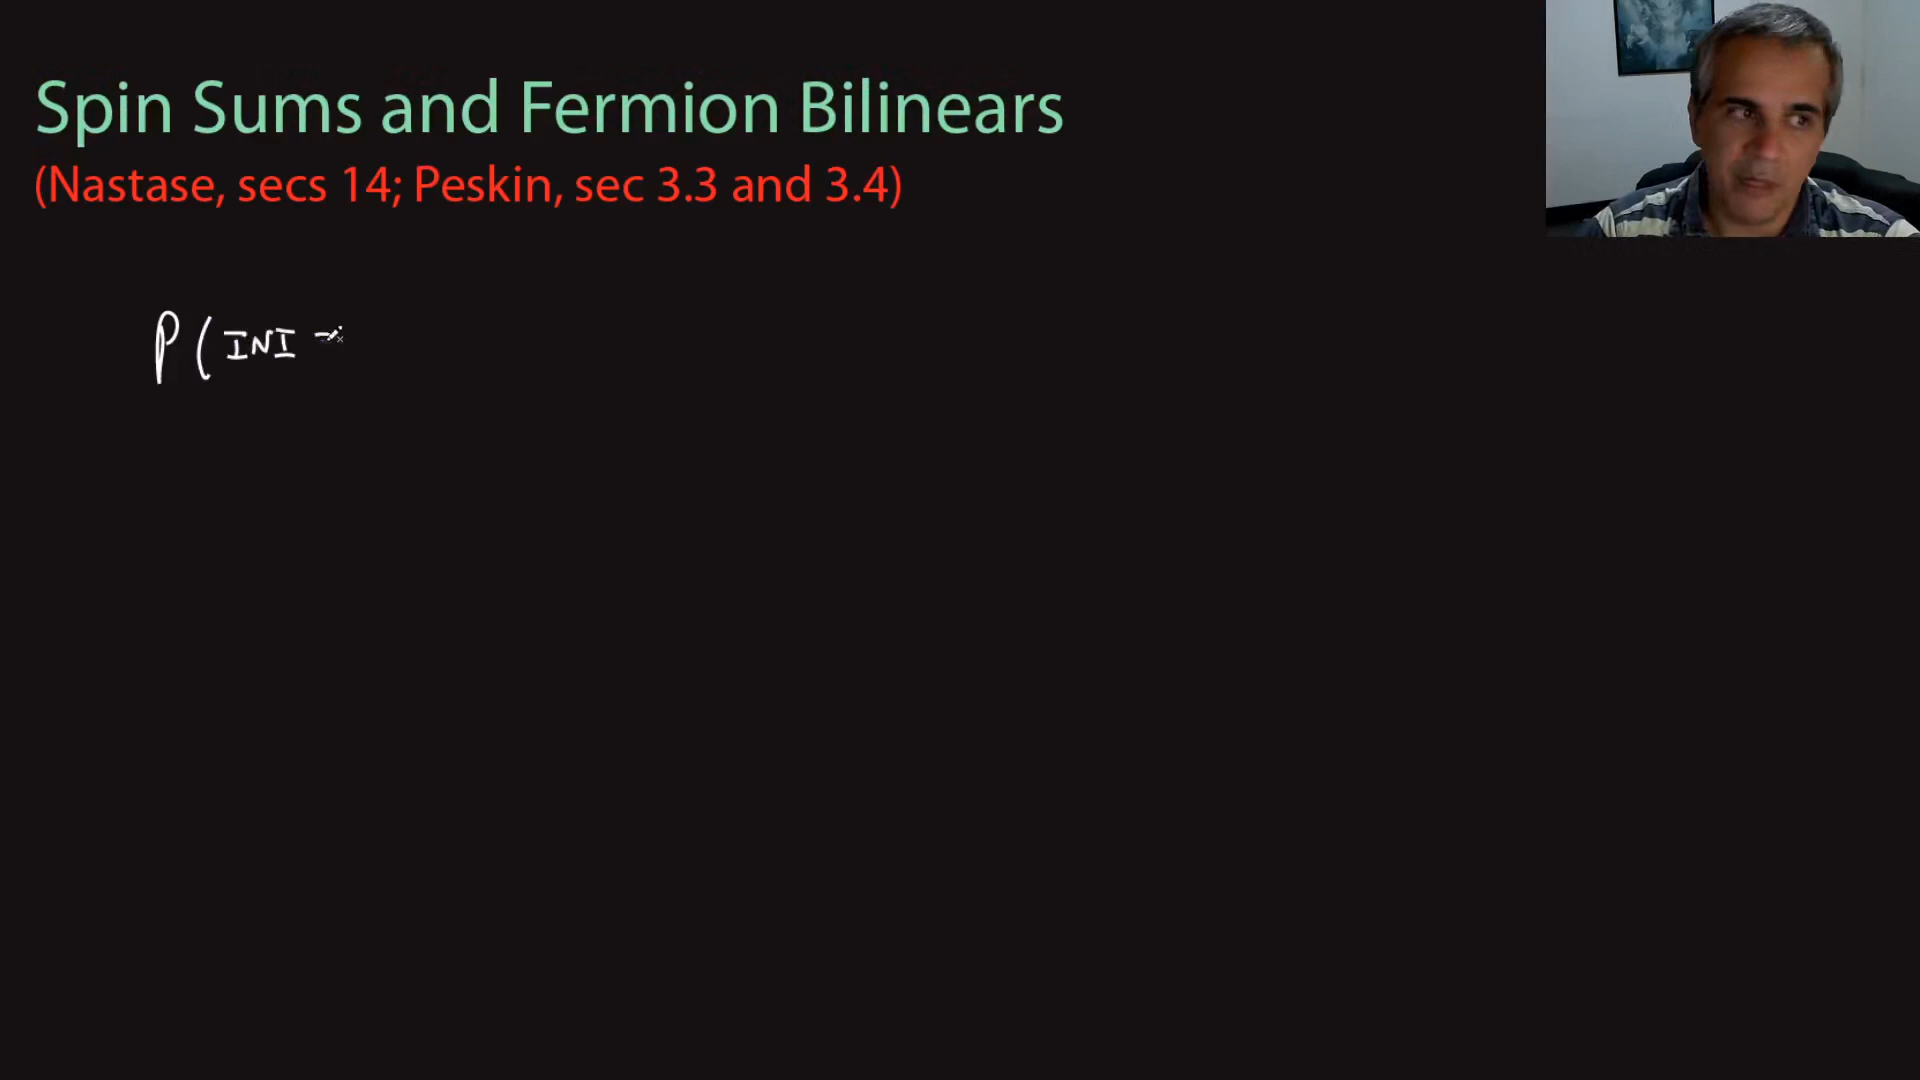 Spin Sums and Fermion Bilinears
(Nastase, secs 14; Peskin, sec 3.3 and 3.4)
P(INI →